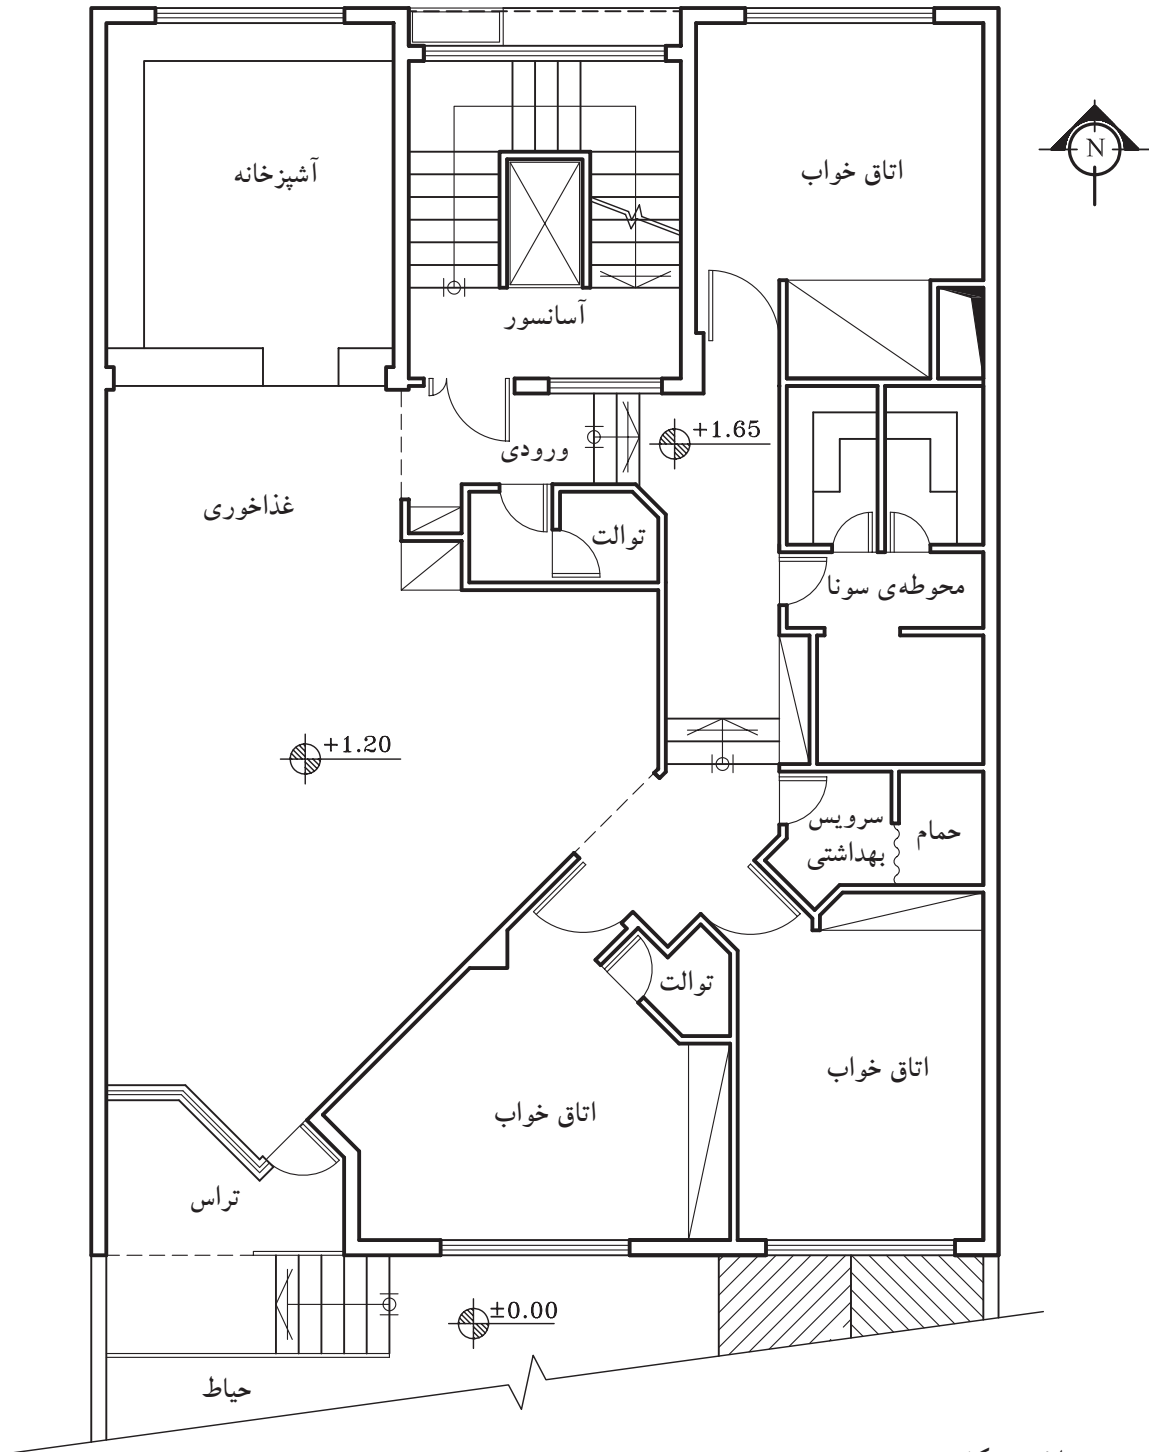 آشپزخانه
اتاق خواب
N
آسانسور
+1.65
ورودی
غذاخوری
توالت
محوطه‌ی سونا
+1.20
سرویس
بهداشتی
حمام
توالت
اتاق خواب
اتاق خواب
تراس
±0.00
حیاط